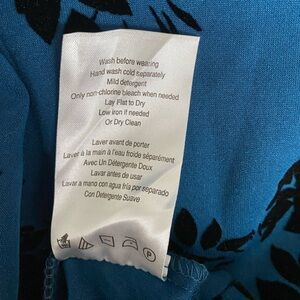 Wash before wearing
Hand wash cold separately
Mild detergent
Only non-chlorine bleach when needed
Lay Flat to Dry
Low iron if needed
Or Dry Clean
Laver avant de porter
Laver à la main à l'eau froide séparément
Avec Un Détergente Doux
Lavar antes de usar
Lavar a mano con agua fría por separado
Con Detergente Suave
P